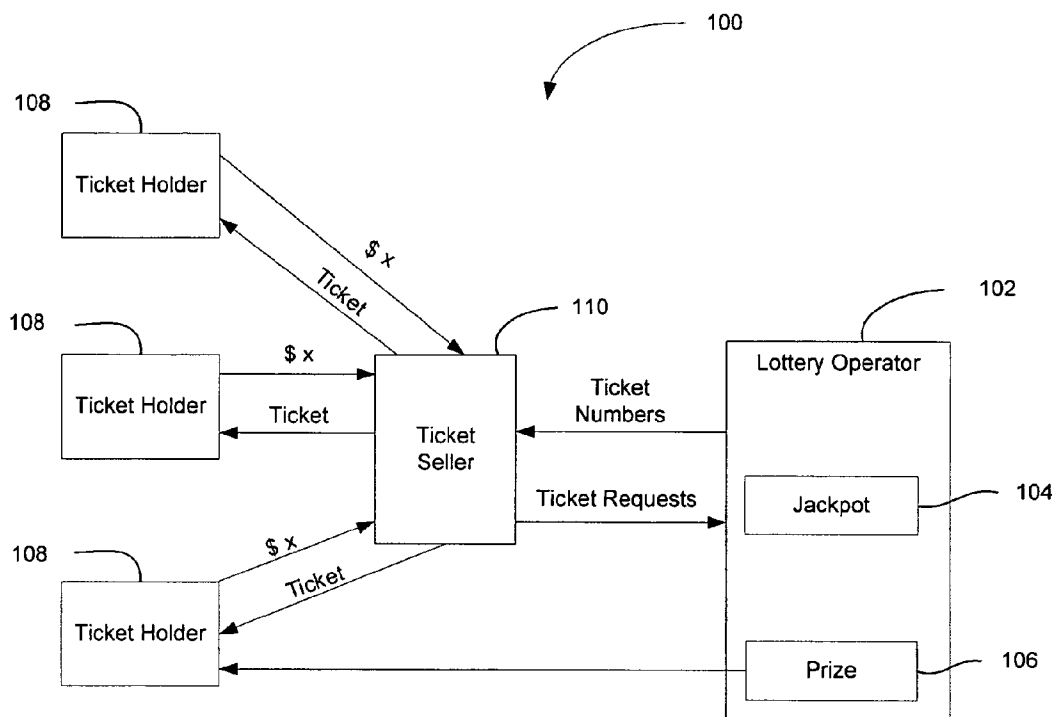 100
108
Ticket Holder
$ x
Ticket
108
110
102
Ticket Holder
$ x
Ticket
Ticket
Seller
Ticket
Numbers
Ticket Requests
Lottery Operator
Jackpot
104
108
$ x
Ticket
Ticket Holder
Prize
106